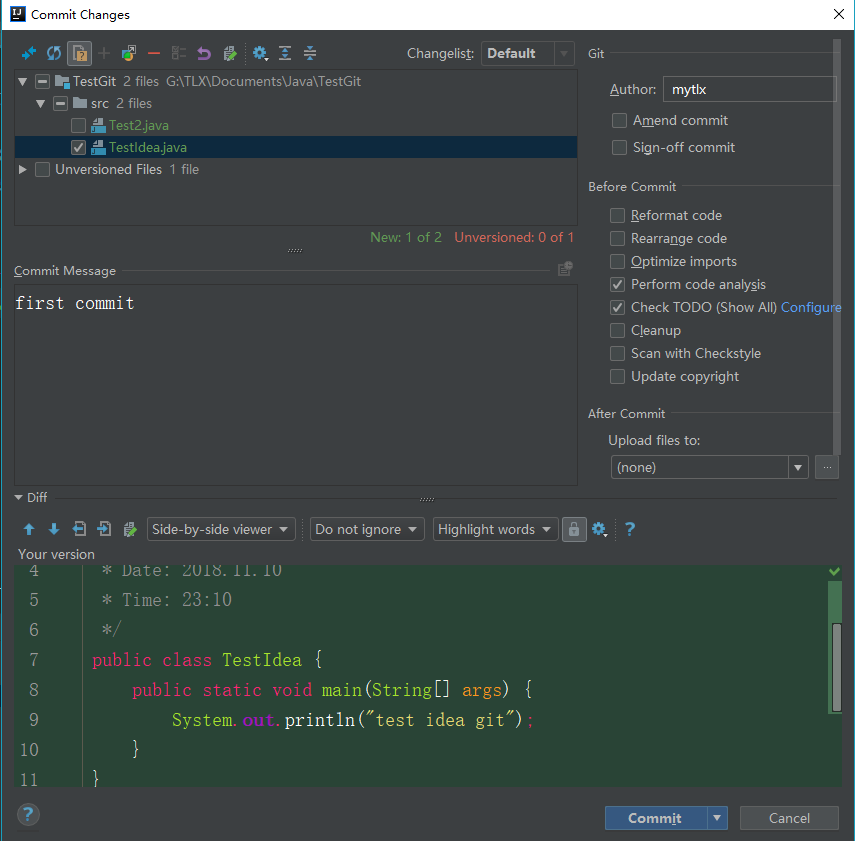 Commit Changes
Changelist: Default
TestGit 2 files G:\TLX\Documents\Java\TestGit
src 2 files
Test2.java
TestIdea.java
Unversioned Files 1 file
New: 1 of 2 Unversioned: 0 of 1
Commit Message
first commit
Git
Author: mytlx
Amend commit
Sign-off commit
Before Commit
Reformat code
Rearrange code
Optimize imports
Perform code analysis
Check TODO (Show All) Configure
Cleanup
Scan with Checkstyle
Update copyright
After Commit
Upload files to:
(none)
...
Diff
Side-by-side viewer Do not ignore Highlight words ?
Your version
4 * Date: 2018.11.10
5 * Time: 23:10
6 */
7 public class TestIdea {
8 public static void main(String[] args) {
9 System.out.println("test idea git");
10 }
11 }
? Commit Cancel